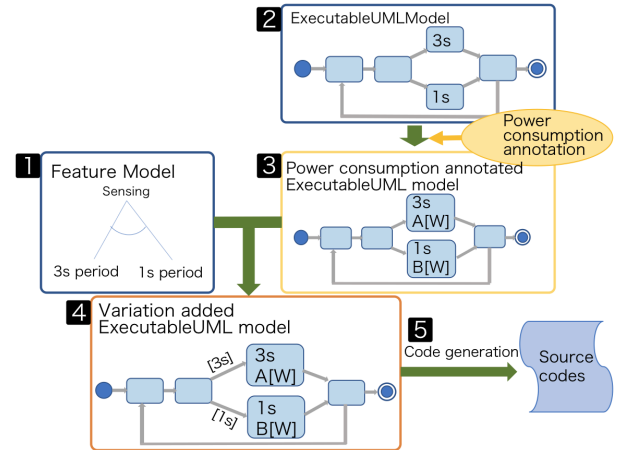 2
ExecutableUMLModel
3s
1s
Power
consumption
annotation
1
Feature Model
Sensing
3s period
1s period
3
Power consumption annotated
ExecutableUML model
3s
A[W]
1s
B[W]
4
Variation added
ExecutableUML model
[3s]
3s
A[W]
[1s]
1s
B[W]
5
Code generation
Source
codes